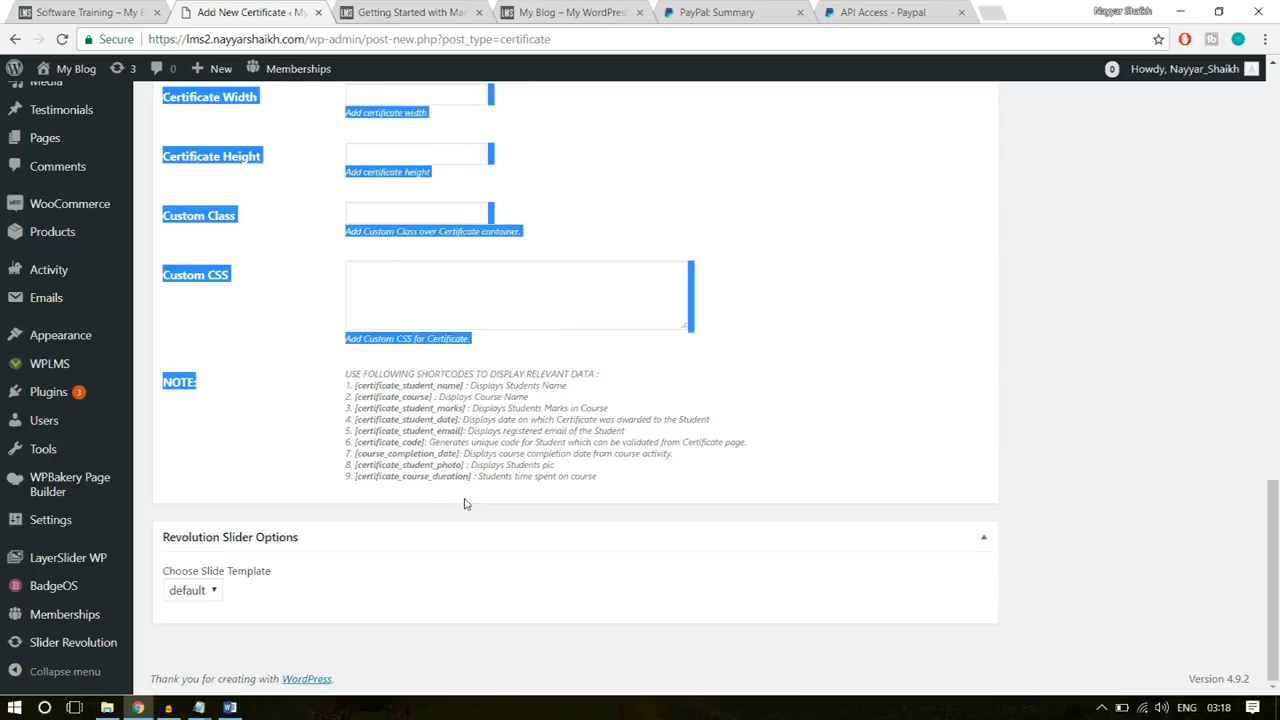 Software Training – My B
Add New Certificate ‹ My
Getting Started with Mar
My Blog – My WordPress
PayPal: Summary
API Access - Paypal
Nayyar Shaikh
Secure
https://lms2.nayyarshaikh.com/wp-admin/post-new.php?post_type=certificate
My Blog
3
0
New
Memberships
0
Howdy, Nayyar_Shaikh
Media
Testimonials
Pages
Comments
WooCommerce
Products
Activity
Emails
Appearance
WPLMS
Plugins 3
Users
Tools
WPBakery Page
Builder
Settings
LayerSlider WP
BadgeOS
Memberships
Slider Revolution
Collapse menu
Certificate Width
Add certificate width
Certificate Height
Add certificate height
Custom Class
Add Custom Class over Certificate container.
Custom CSS
Add Custom CSS for Certificate.
NOTE:
USE FOLLOWING SHORTCODES TO DISPLAY RELEVANT DATA :
1. [certificate_student_name] : Displays Students Name
2. [certificate_course] : Displays Course Name
3. [certificate_student_marks] : Displays Students Marks in Course
4. [certificate_student_date]: Displays date on which Certificate was awarded to the Student
5. [certificate_student_email]: Displays registered email of the Student
6. [certificate_code]: Generates unique code for Student which can be validated from Certificate page.
7. [course_completion_date]: Displays course completion date from course activity.
8. [certificate_student_photo] : Displays Students pic
9. [certificate_course_duration] : Students time spent on course
Revolution Slider Options
Choose Slide Template
default
Thank you for creating with WordPress.
Version 4.9.2
ENG
03:18